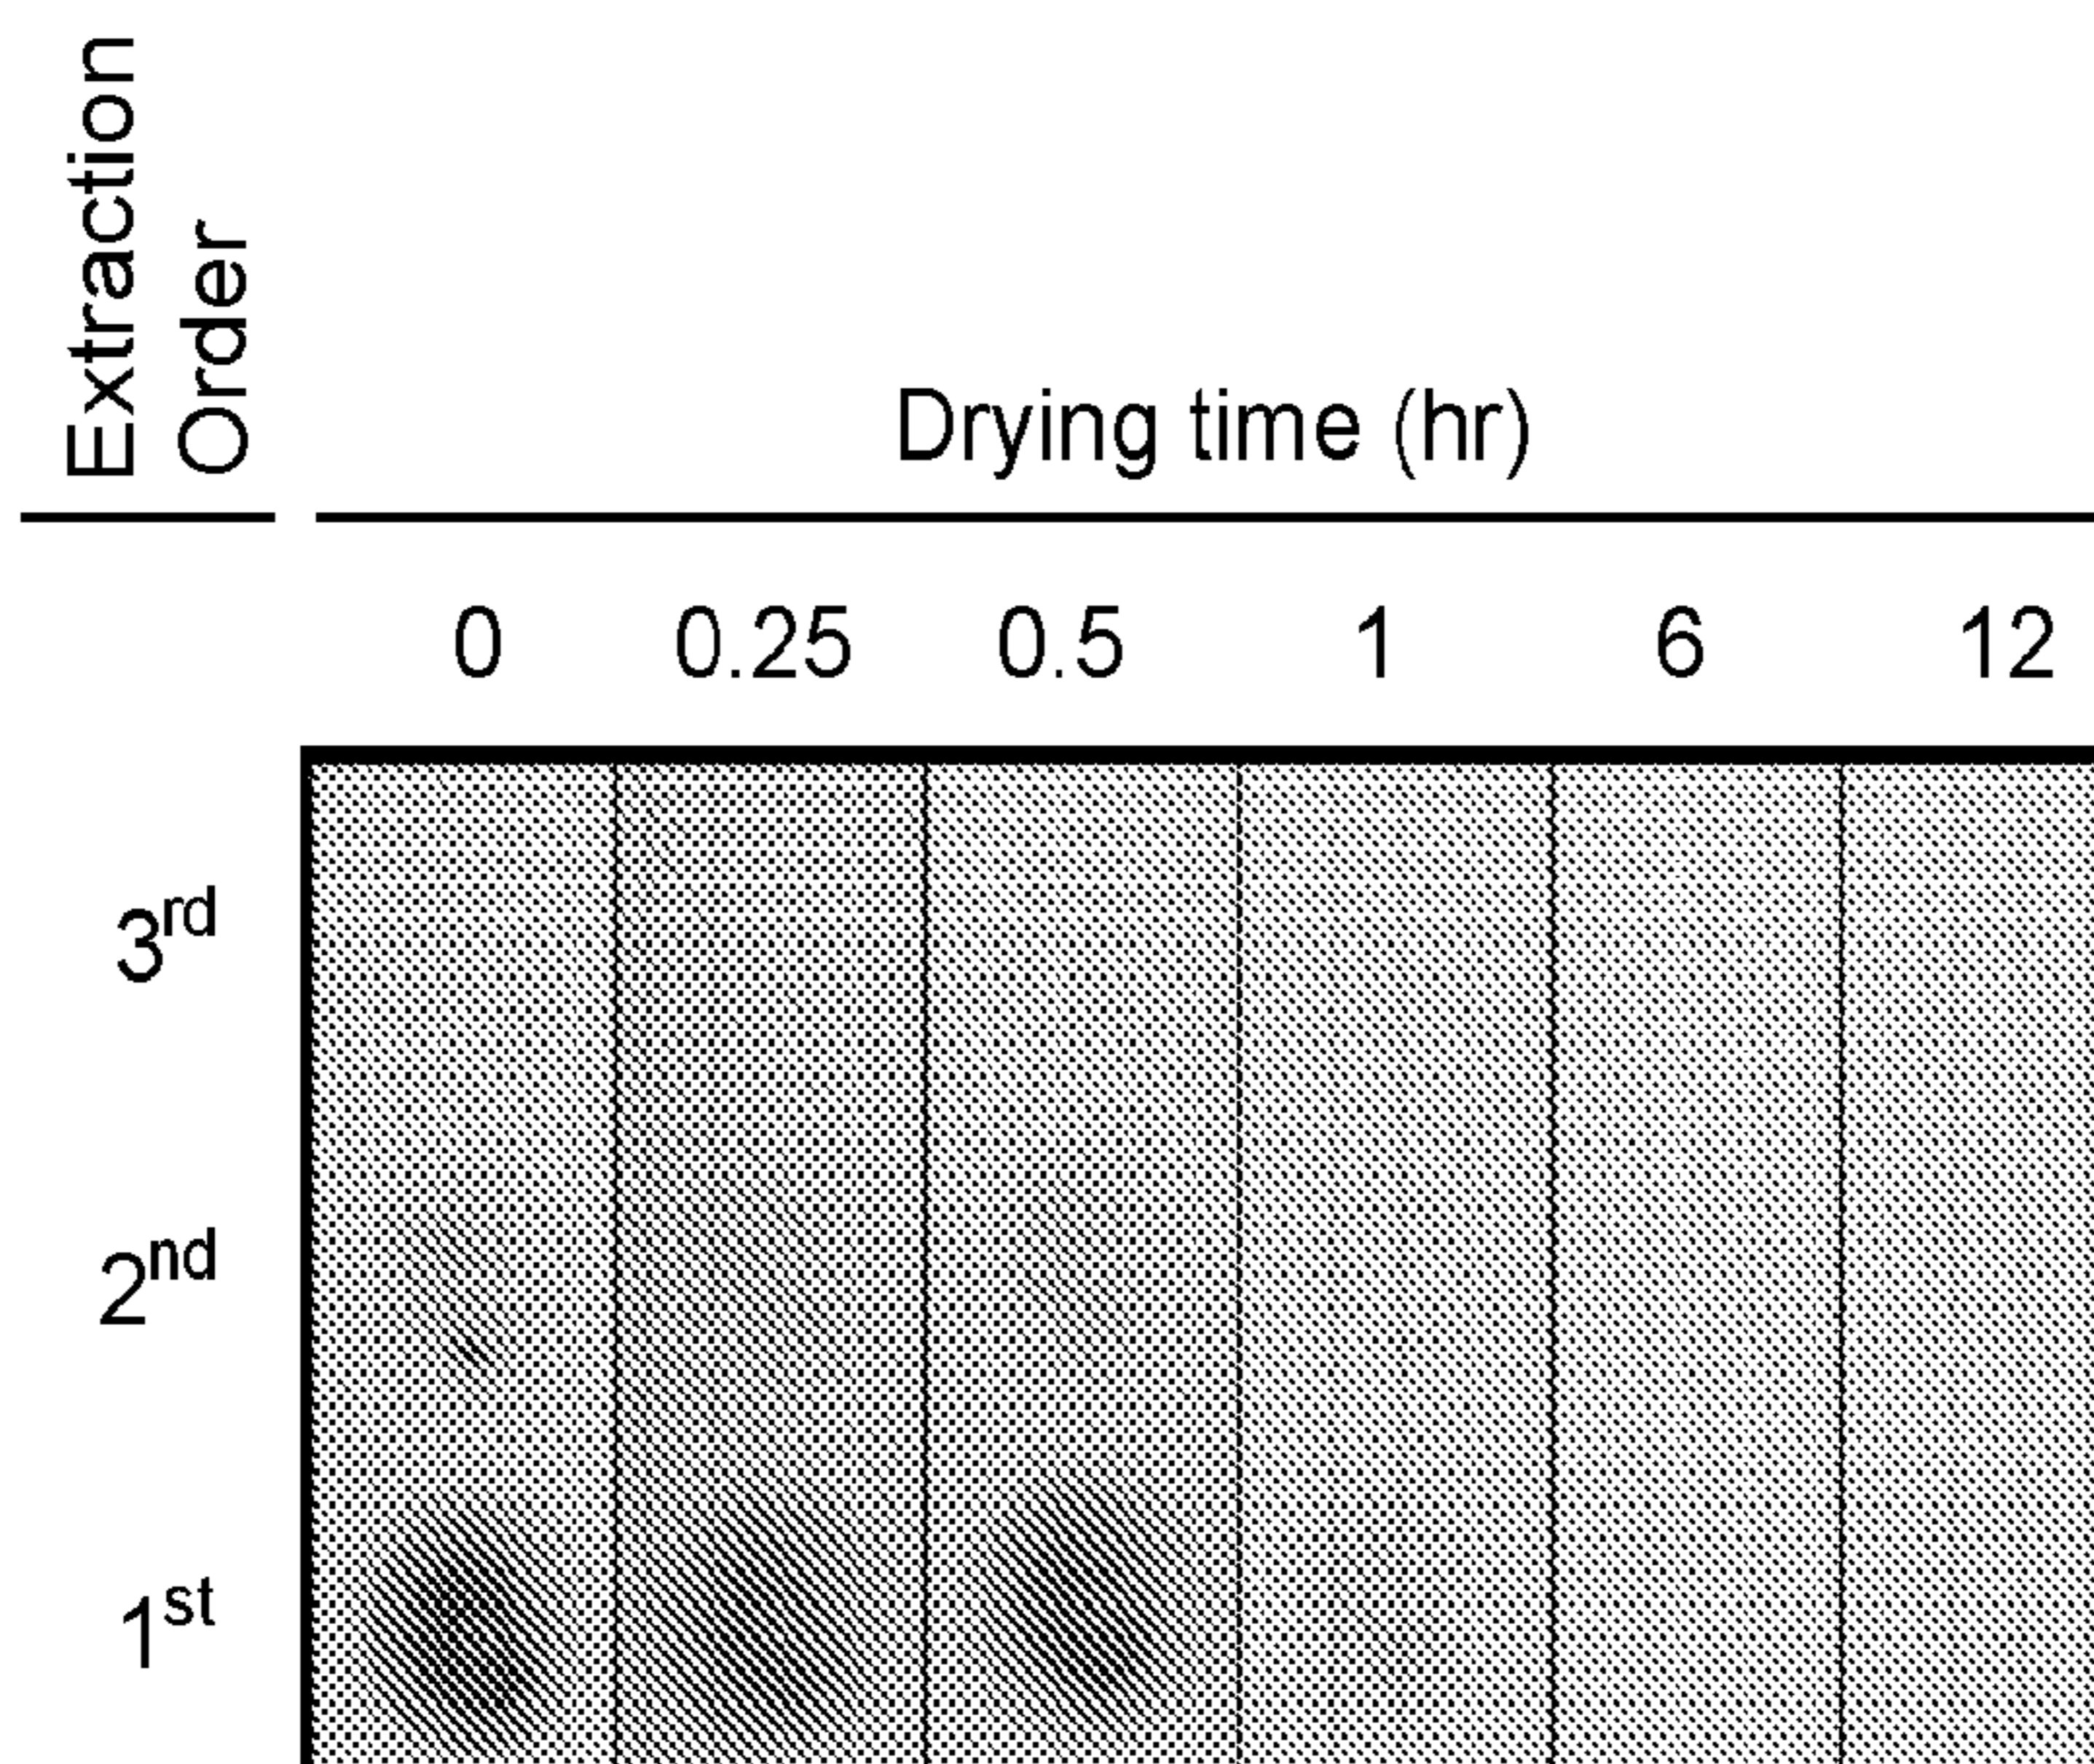 Extraction
Order
Drying time (hr)
0 0.25 0.5 1 6 12
3rd
2nd
1st